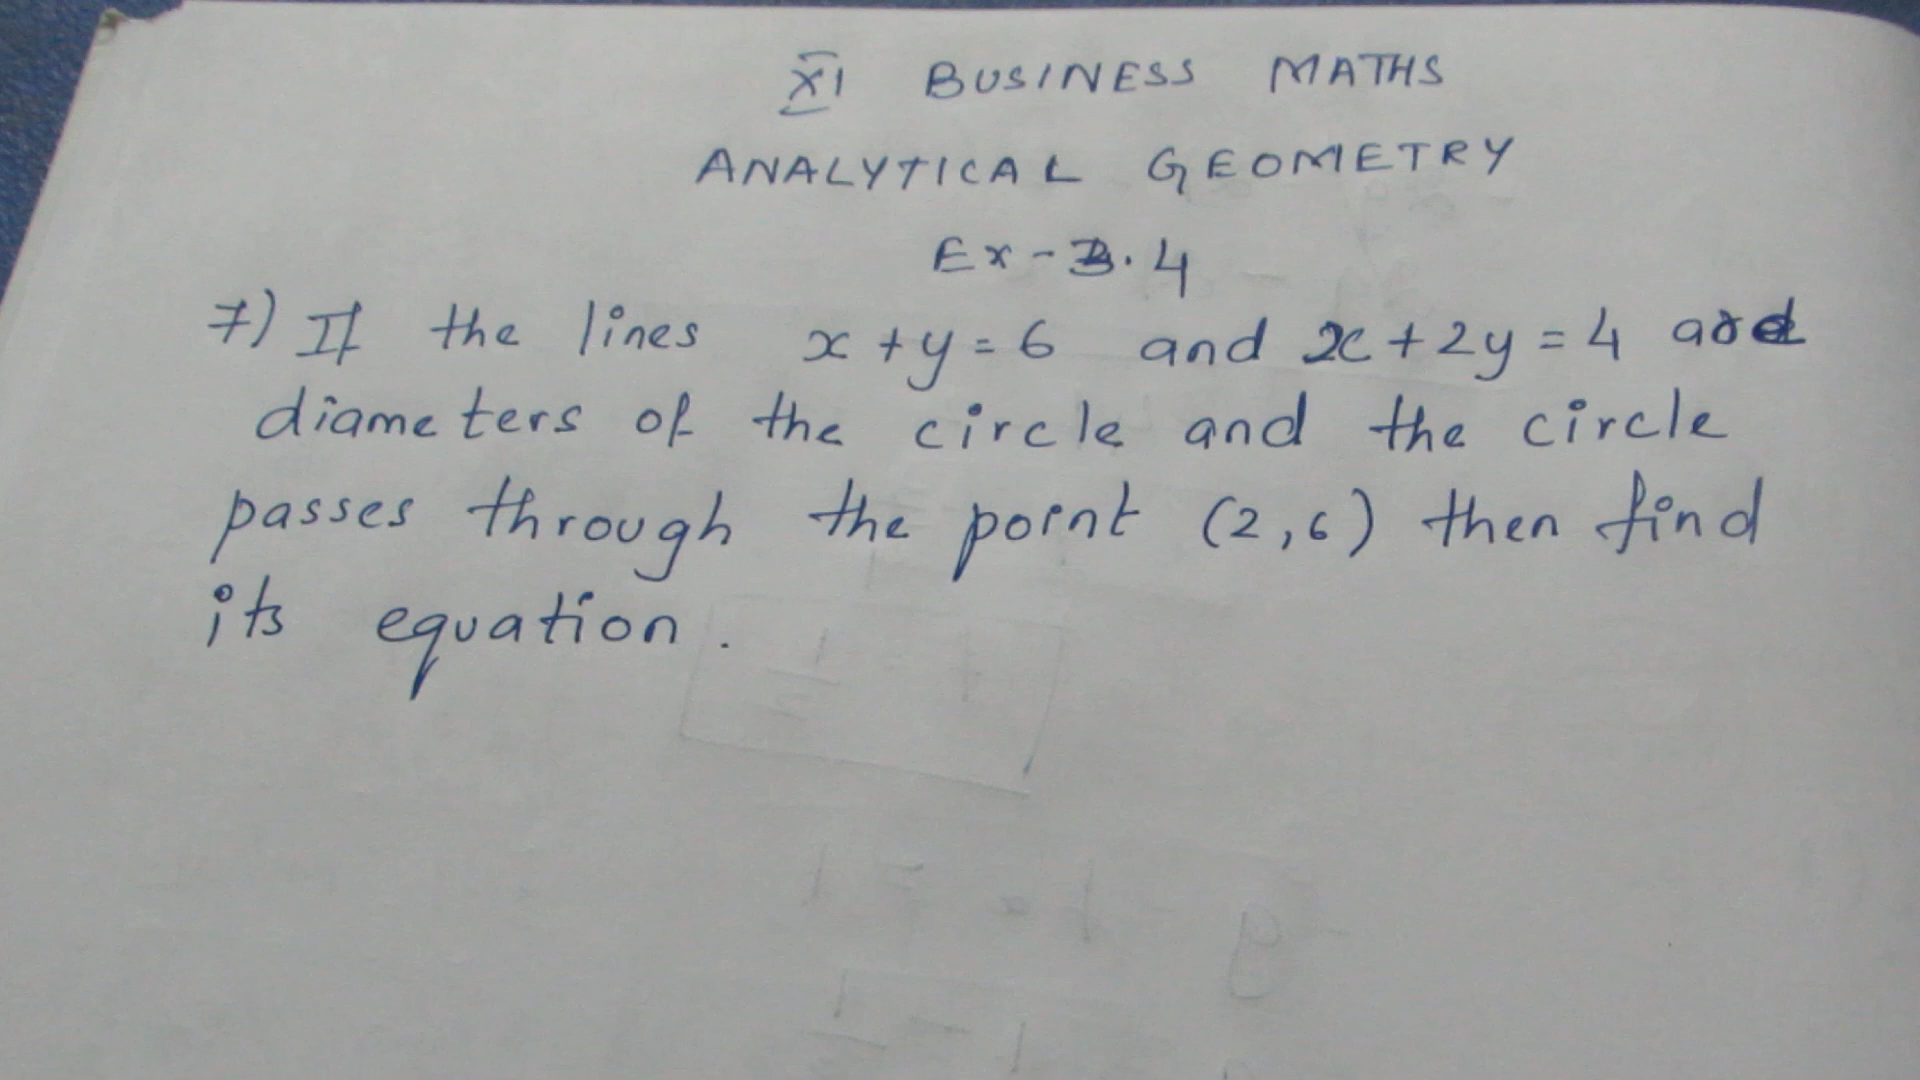 XI BUSINESS MATHS
ANALYTICAL GEOMETRY
Ex - 3.4
7) If the lines x + y = 6 and x + 2y = 4 are
diameters of the circle and the circle
passes through the point (2,6) then find
its equation.